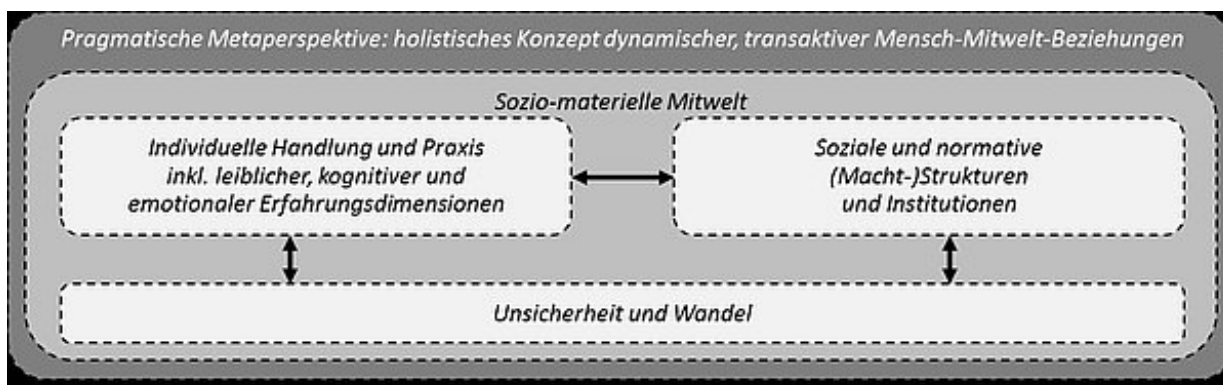 Pragmatische Metaperspektive: holistisches Konzept dynamischer, transaktiver Mensch-Mitwelt-Beziehungen
Sozio-materielle Mitwelt
Individuelle Handlung und Praxis
inkl. leiblicher, kognitiver und
emotionaler Erfahrungsdimensionen
Soziale und normative
(Macht-)Strukturen
und Institutionen
Unsicherheit und Wandel